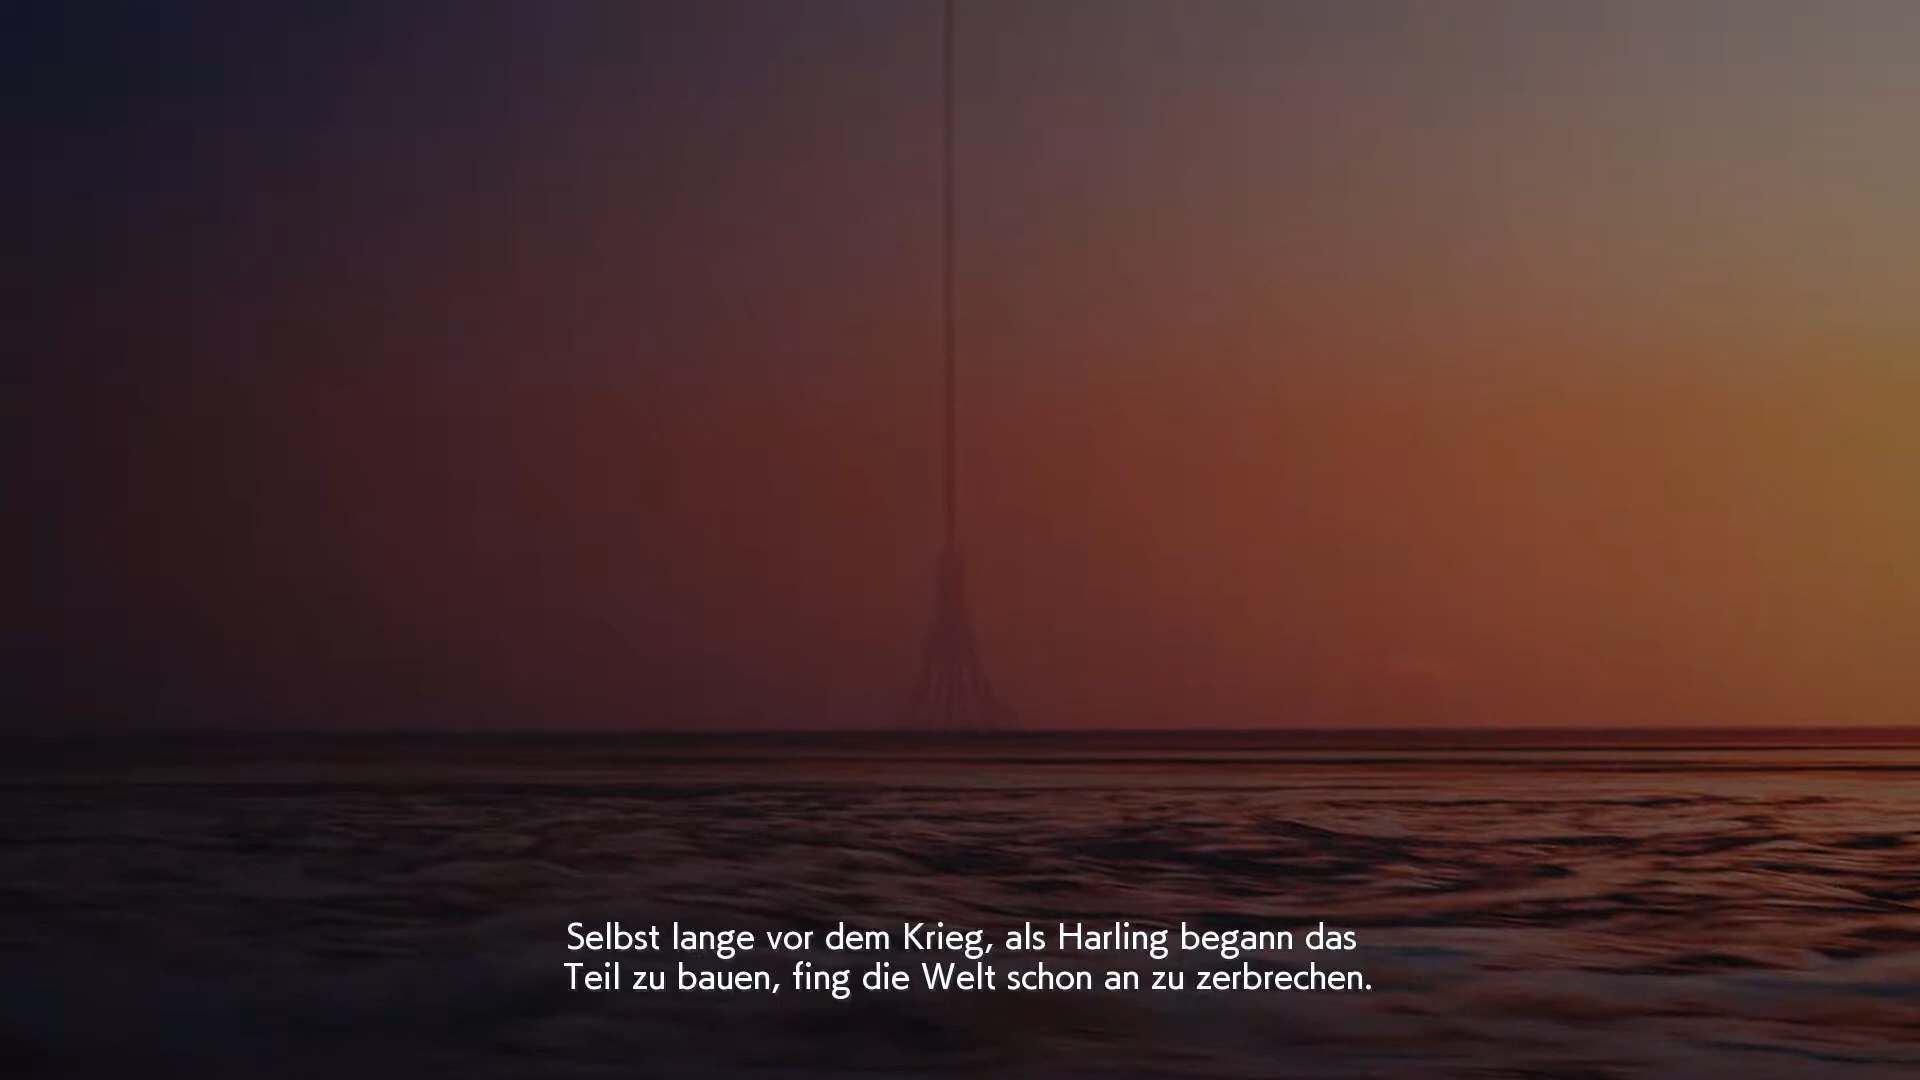 Selbst lange vor dem Krieg, als Harling begann das
Teil zu bauen, fing die Welt schon an zu zerbrechen.